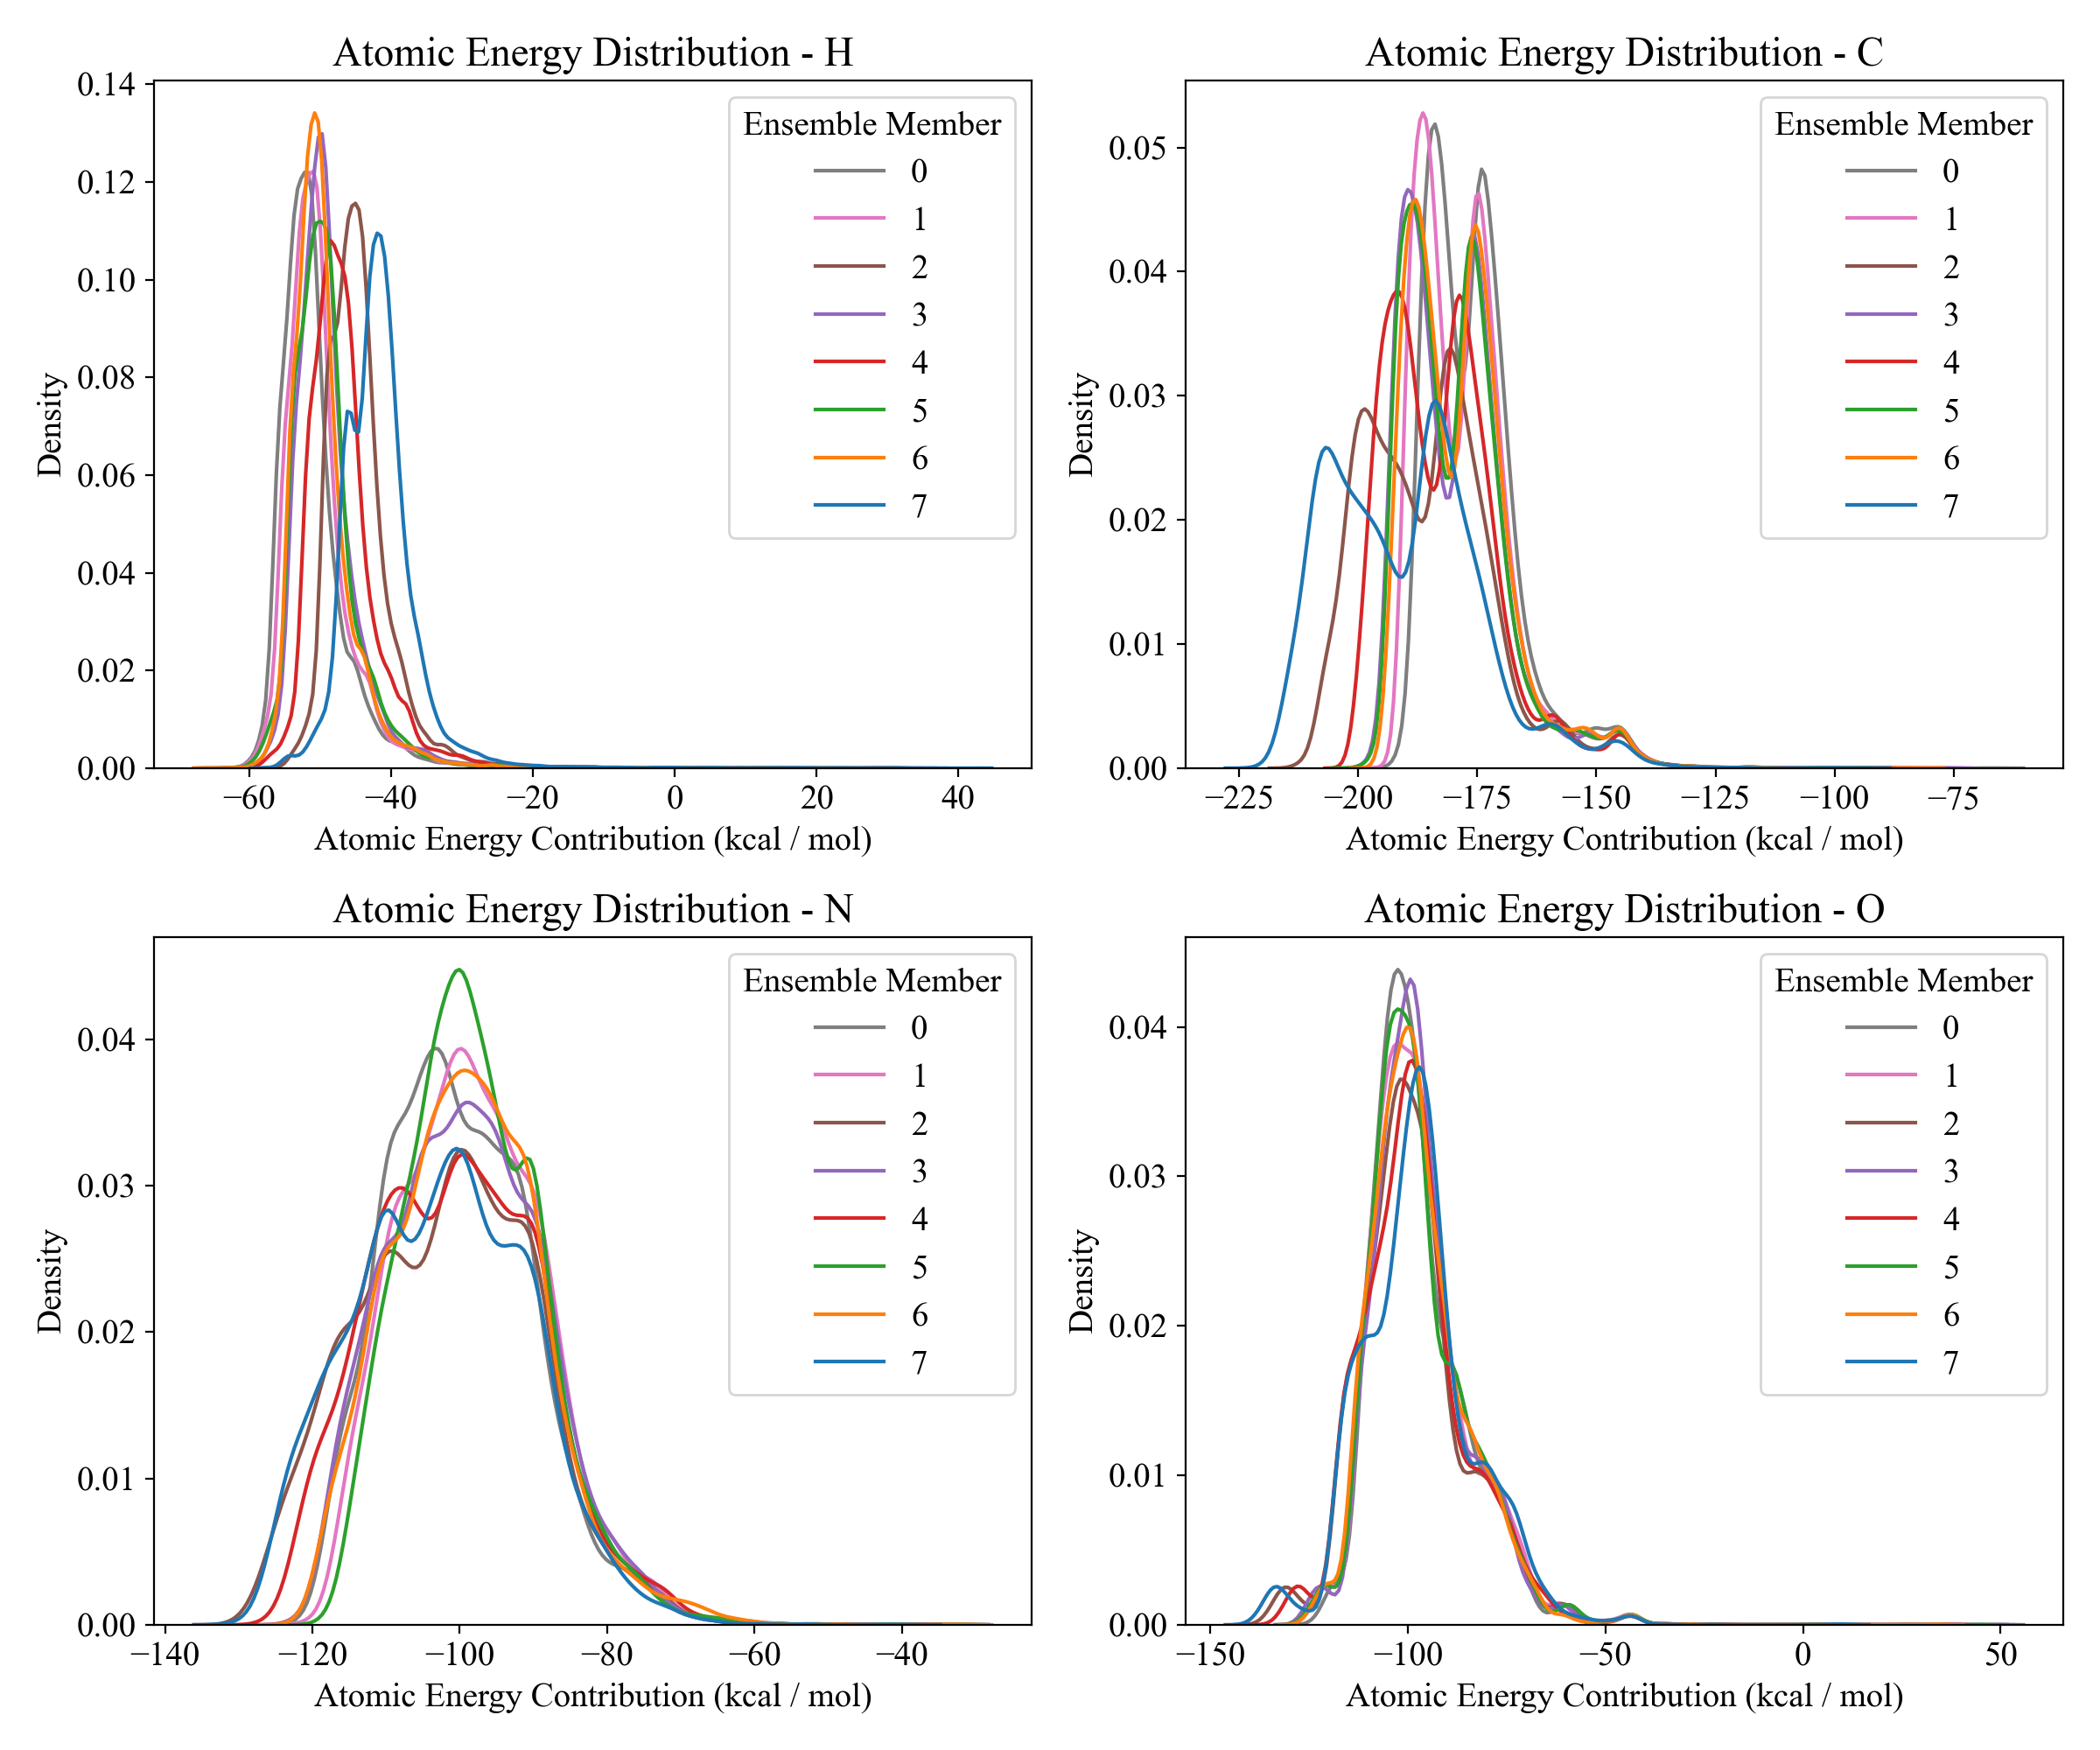 Atomic Energy Distribution - H
0.14
0.12
0.10
0.08
0.06
0.04
0.02
0.00
Density
−60 −40 −20 0 20 40
Atomic Energy Contribution (kcal / mol)
Ensemble Member
0
1
2
3
4
5
6
7
Atomic Energy Distribution - C
0.05
0.04
0.03
0.02
0.01
0.00
Density
−225 −200 −175 −150 −125 −100 −75
Atomic Energy Contribution (kcal / mol)
Ensemble Member
0
1
2
3
4
5
6
7
Atomic Energy Distribution - N
0.04
0.03
0.02
0.01
0.00
Density
−140 −120 −100 −80 −60 −40
Atomic Energy Contribution (kcal / mol)
Ensemble Member
0
1
2
3
4
5
6
7
Atomic Energy Distribution - O
0.04
0.03
0.02
0.01
0.00
Density
−150 −100 −50 0 50
Atomic Energy Contribution (kcal / mol)
Ensemble Member
0
1
2
3
4
5
6
7